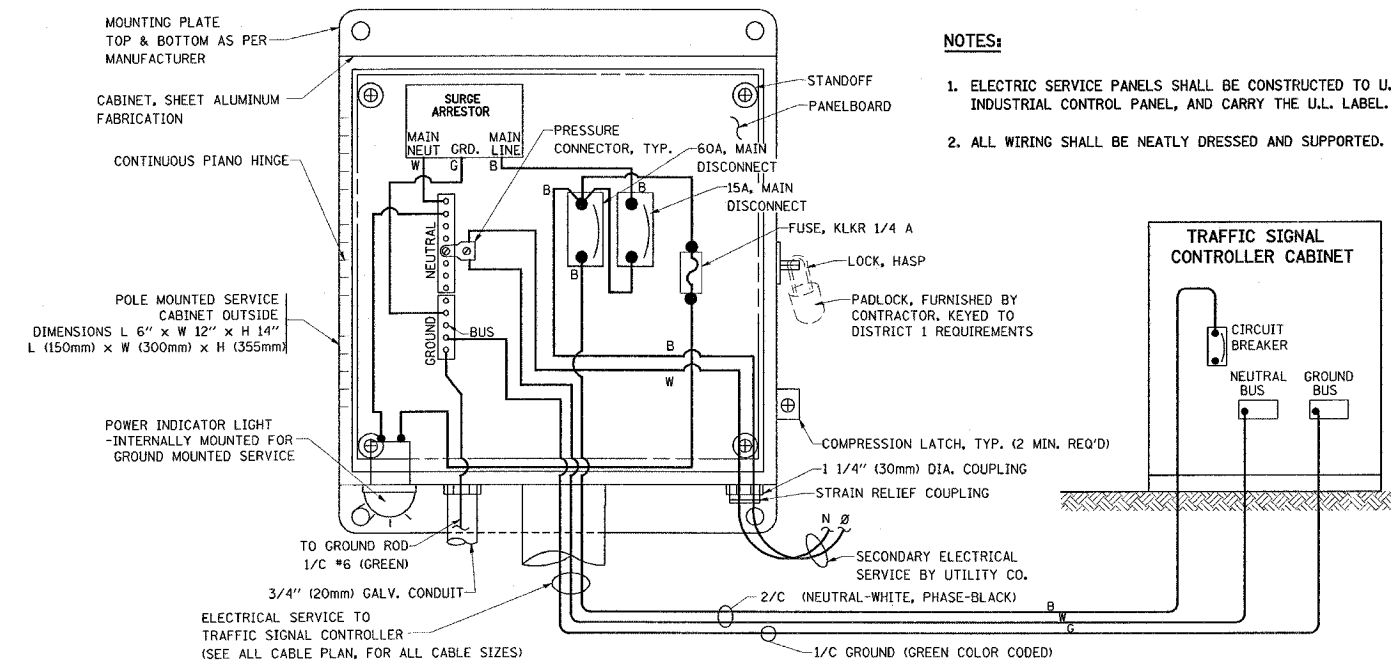 MOUNTING PLATE
TOP & BOTTOM AS PER
MANUFACTURER
CABINET, SHEET ALUMINUM
FABRICATION
CONTINUOUS PIANO HINGE
POLE MOUNTED SERVICE
CABINET OUTSIDE
DIMENSIONS L 6" x W 12" x H 14"
L (150mm) x W (300mm) x H (355mm)
POWER INDICATOR LIGHT
-INTERNALLY MOUNTED FOR
GROUND MOUNTED SERVICE
TO GROUND ROD
1/C #6 (GREEN)
3/4" (20mm) GALV. CONDUIT
ELECTRICAL SERVICE TO
TRAFFIC SIGNAL CONTROLLER
(SEE ALL CABLE PLAN, FOR ALL CABLE SIZES)
SURGE
ARRESTOR
MAIN
NEUT
GRD.
MAIN
LINE
W
G
B
NEUTRAL
GROUND
BUS
PRESSURE
CONNECTOR, TYP.
B
B
B
B
W
STANDOFF
PANELBOARD
60A, MAIN
DISCONNECT
15A, MAIN
DISCONNECT
FUSE, KLKR 1/4 A
LOCK, HASP
PADLOCK, FURNISHED BY
CONTRACTOR. KEYED TO
DISTRICT 1 REQUIREMENTS
COMPRESSION LATCH, TYP. (2 MIN. REQ'D)
1 1/4" (30mm) DIA. COUPLING
STRAIN RELIEF COUPLING
N Ø
SECONDARY ELECTRICAL
SERVICE BY UTILITY CO.
2/C (NEUTRAL-WHITE, PHASE-BLACK)
B
W
G
1/C GROUND (GREEN COLOR CODED)
NOTES:
1. ELECTRIC SERVICE PANELS SHALL BE CONSTRUCTED TO U.
INDUSTRIAL CONTROL PANEL, AND CARRY THE U.L. LABEL.
2. ALL WIRING SHALL BE NEATLY DRESSED AND SUPPORTED.
TRAFFIC SIGNAL
CONTROLLER CABINET
CIRCUIT
BREAKER
NEUTRAL
BUS
GROUND
BUS